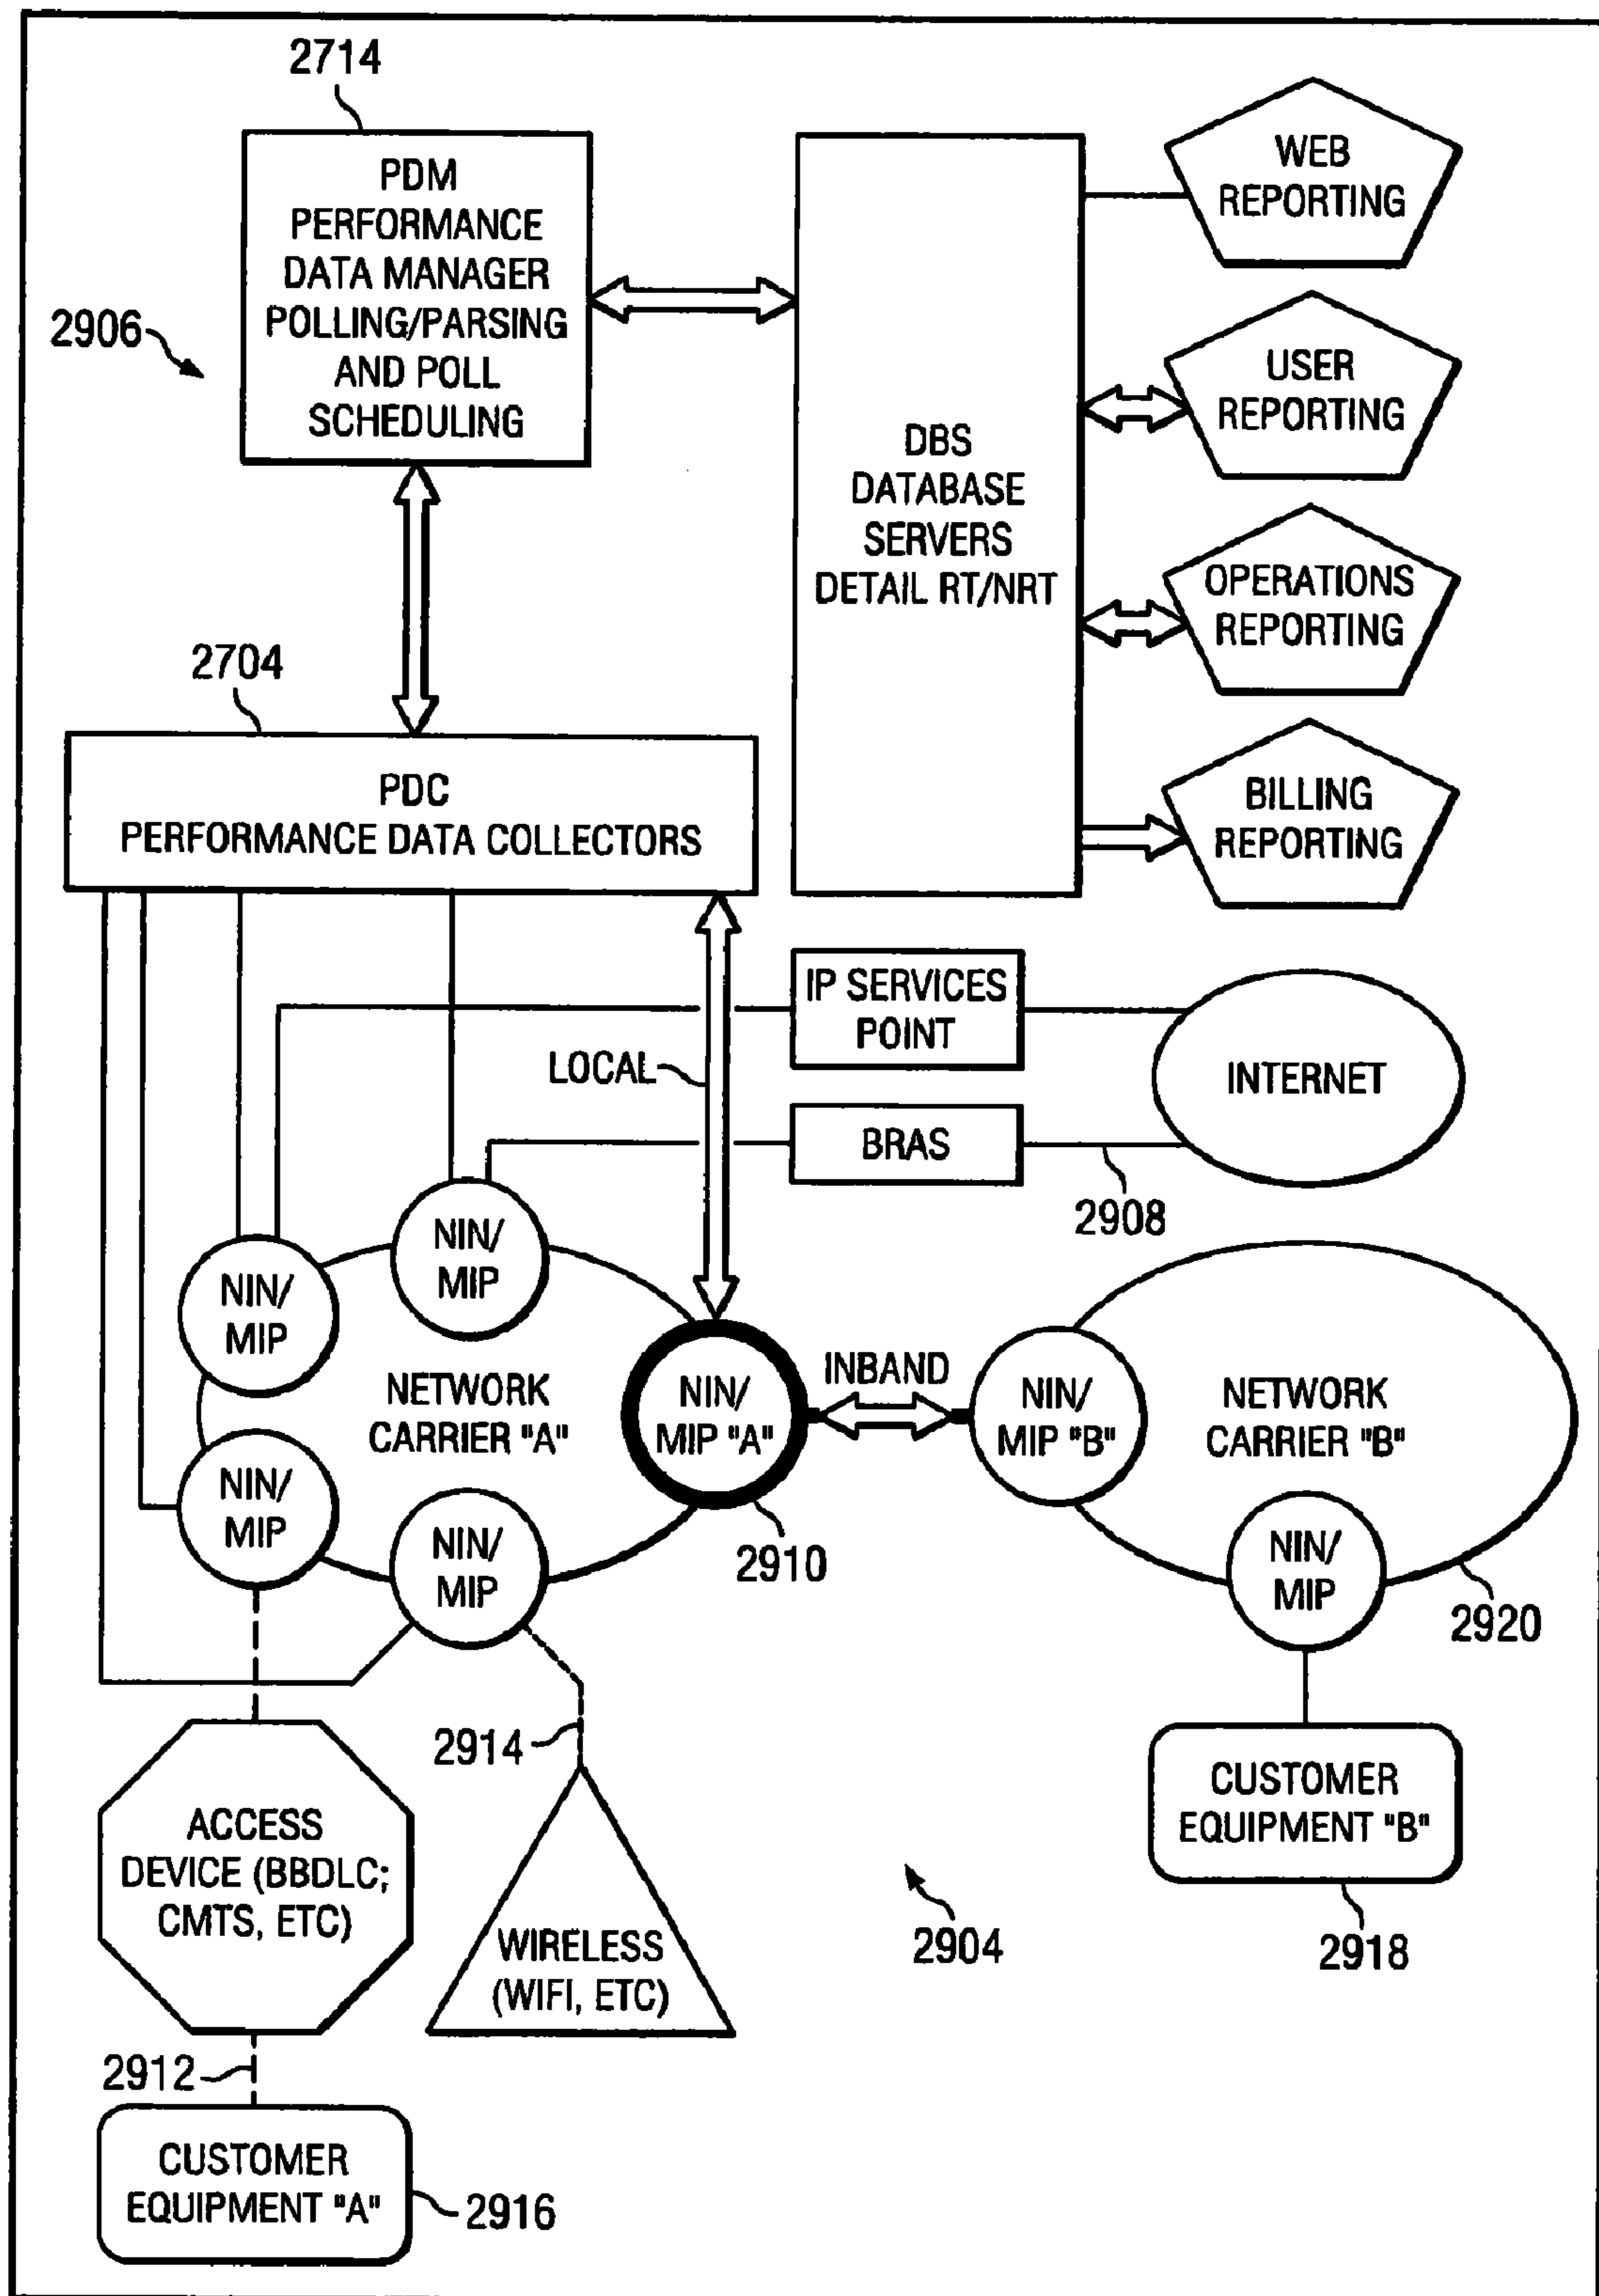 2714
PDM
PERFORMANCE
DATA MANAGER
POLLING/PARSING
AND POLL
SCHEDULING
2906
DBS
DATABASE
SERVERS
DETAIL RT/NRT
WEB
REPORTING
USER
REPORTING
OPERATIONS
REPORTING
BILLING
REPORTING
2704
PDC
PERFORMANCE DATA COLLECTORS
LOCAL
IP SERVICES
POINT
BRAS
INTERNET
2908
NIN/
MIP
NIN/
MIP
NIN/
MIP
NIN/
MIP
NETWORK
CARRIER "A"
NIN/
MIP "A"
2910
INBAND
NIN/
MIP "B"
NETWORK
CARRIER "B"
NIN/
MIP
2920
2914
ACCESS
DEVICE (BBDLC;
CMTS, ETC)
WIRELESS
(WIFI, ETC)
2904
CUSTOMER
EQUIPMENT "B"
2918
2912
CUSTOMER
EQUIPMENT "A"
2916